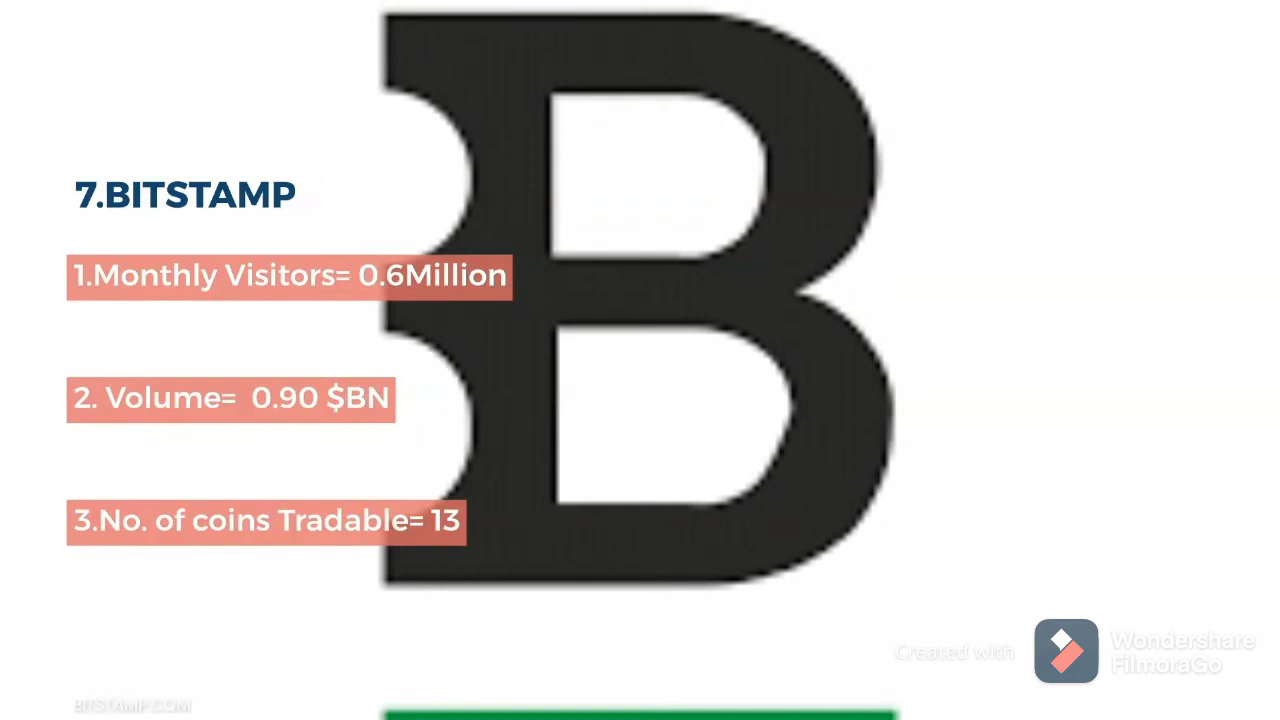 7.BITSTAMP
1.Monthly Visitors= 0.6Million
2. Volume=  0.90 $BN
3.No. of coins Tradable= 13
Created with
Wondershare
FilmoraGo
BITSTAMP.COM